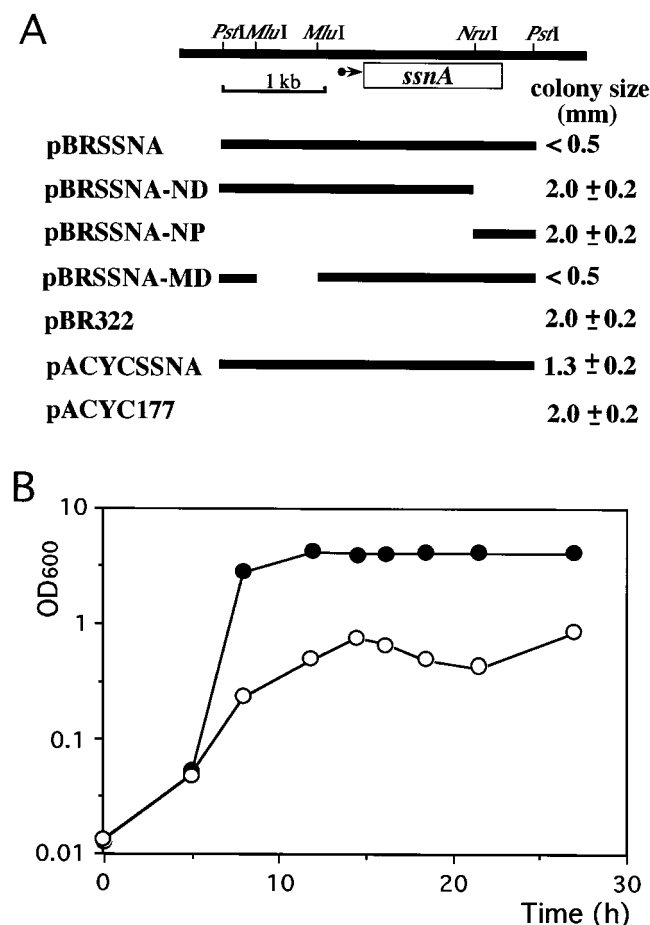 A
PstI MluI MluI NruI PstI
1 kb
ssnA
colony size
(mm)
pBRSSNA < 0.5
pBRSSNA-ND 2.0 ± 0.2
pBRSSNA-NP 2.0 ± 0.2
pBRSSNA-MD < 0.5
pBR322 2.0 ± 0.2
pACYCSSNA 1.3 ± 0.2
pACYC177 2.0 ± 0.2
B
10
1
0.1
0.01
OD600
0 10 20 30
Time (h)